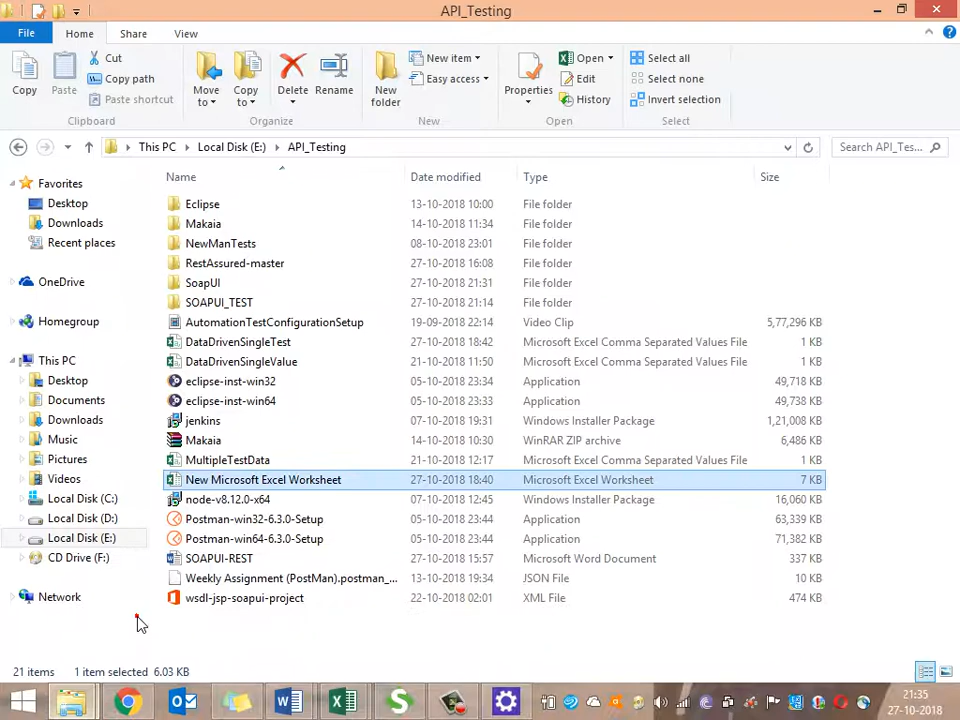 API_Testing
File Home Share View
Copy Paste Cut Copy path Paste shortcut Move to Copy to Delete Rename New folder New item Easy access Properties Open Edit History Select all Select none Invert selection
Clipboard Organize New Open Select
This PC Local Disk (E:) API_Testing Search API_Tes...
Name Date modified Type Size
Favorites
Desktop
Downloads
Recent places
OneDrive
Homegroup
This PC
Desktop
Documents
Downloads
Music
Pictures
Videos
Local Disk (C:)
Local Disk (D:)
Local Disk (E:)
CD Drive (F:)
Network
Eclipse 13-10-2018 10:00 File folder
Makaia 14-10-2018 11:34 File folder
NewManTests 08-10-2018 23:01 File folder
RestAssured-master 27-10-2018 16:08 File folder
SoapUI 27-10-2018 21:31 File folder
SOAPUI_TEST 27-10-2018 21:14 File folder
AutomationTestConfigurationSetup 19-09-2018 22:14 Video Clip 5,77,296 KB
DataDrivenSingleTest 27-10-2018 18:42 Microsoft Excel Comma Separated Values File 1 KB
DataDrivenSingleValue 21-10-2018 11:50 Microsoft Excel Comma Separated Values File 1 KB
eclipse-inst-win32 05-10-2018 23:34 Application 49,718 KB
eclipse-inst-win64 05-10-2018 23:33 Application 49,738 KB
jenkins 07-10-2018 19:31 Windows Installer Package 1,21,008 KB
Makaia 14-10-2018 10:30 WinRAR ZIP archive 6,486 KB
MultipleTestData 21-10-2018 12:17 Microsoft Excel Comma Separated Values File 1 KB
New Microsoft Excel Worksheet 27-10-2018 18:40 Microsoft Excel Worksheet 7 KB
node-v8.12.0-x64 07-10-2018 12:45 Windows Installer Package 16,060 KB
Postman-win32-6.3.0-Setup 05-10-2018 23:44 Application 63,339 KB
Postman-win64-6.3.0-Setup 05-10-2018 23:44 Application 71,382 KB
SOAPUI-REST 27-10-2018 15:57 Microsoft Word Document 337 KB
Weekly Assignment (PostMan).postman_... 13-10-2018 19:34 JSON File 10 KB
wsdl-jsp-soapui-project 22-10-2018 02:01 XML File 474 KB
21 items 1 item selected 6.03 KB
21:35
27-10-2018